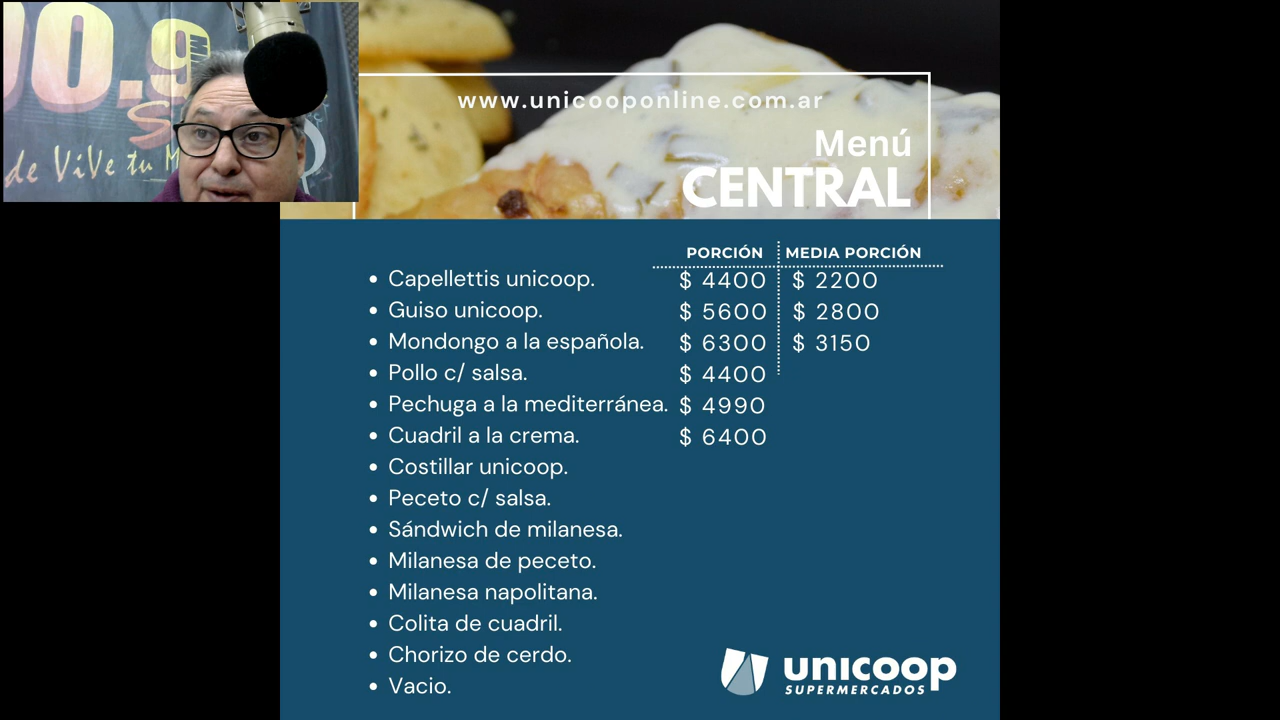 00.9
de ViVe tu M
www.unicooponline.com.ar
Menú
CENTRAL
PORCIÓN MEDIA PORCIÓN
• Capellettis unicoop. $ 4400 $ 2200
• Guiso unicoop. $ 5600 $ 2800
• Mondongo a la española. $ 6300 $ 3150
• Pollo c/ salsa. $ 4400
• Pechuga a la mediterránea. $ 4990
• Cuadril a la crema. $ 6400
• Costillar unicoop.
• Peceto c/ salsa.
• Sándwich de milanesa.
• Milanesa de peceto.
• Milanesa napolitana.
• Colita de cuadril.
• Chorizo de cerdo.
• Vacio.
unicoop
SUPERMERCADOS